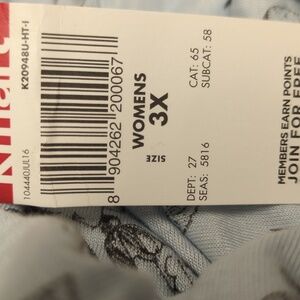 Kmart
K20948U-HT-I
104440JUL16
8 904262 200067
SIZE
WOMENS
3X
DEPT: 27 CAT: 65
SEAS: 5816 SUBCAT: 58
MEMBERS EARN POINTS
JOIN FOR FREE